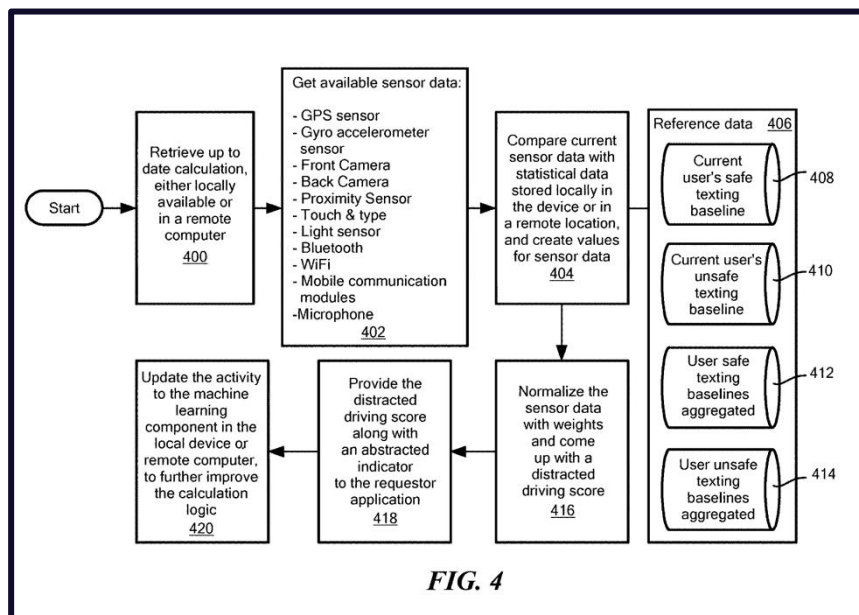 Start
Retrieve up to
date calculation,
either locally
available or
in a remote
computer
400
Get available sensor data:
- GPS sensor
- Gyro accelerometer
sensor
- Front Camera
- Back Camera
- Proximity Sensor
- Touch & type
- Light sensor
- Bluetooth
- WiFi
- Mobile communication
modules
-Microphone
402
Compare current
sensor data with
statistical data
stored locally in
the device or in
a remote location,
and create values
for sensor data
404
Reference data 406
Current
user's safe
texting
baseline
408
Current user's
unsafe
texting
baseline
410
User safe
texting
baselines
aggregated
412
User unsafe
texting
baselines
aggregated
414
Normalize the
sensor data
with weights
and come
up with a
distracted
driving score
416
Provide the
distracted
driving score
along with
an abstracted
indicator
to the requestor
application
418
Update the activity
to the machine
learning
component in
the local device
or remote computer,
to further improve
the calculation
logic
420
FIG. 4